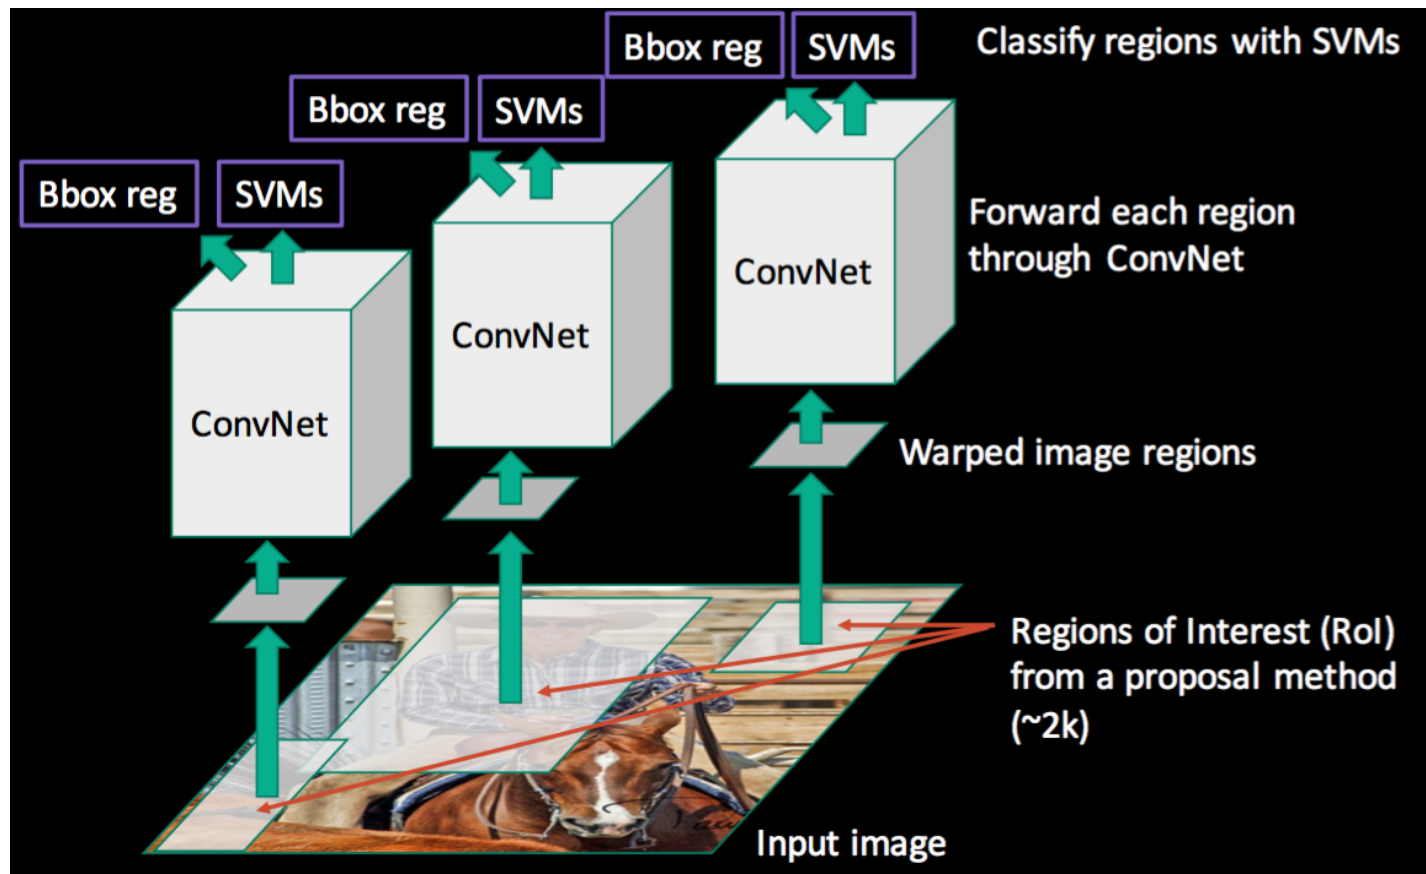 Bbox reg
SVMs
Classify regions with SVMs
Bbox reg
SVMs
Bbox reg
SVMs
Forward each region
through ConvNet
ConvNet
ConvNet
ConvNet
Warped image regions
Regions of Interest (RoI)
from a proposal method
(~2k)
Input image